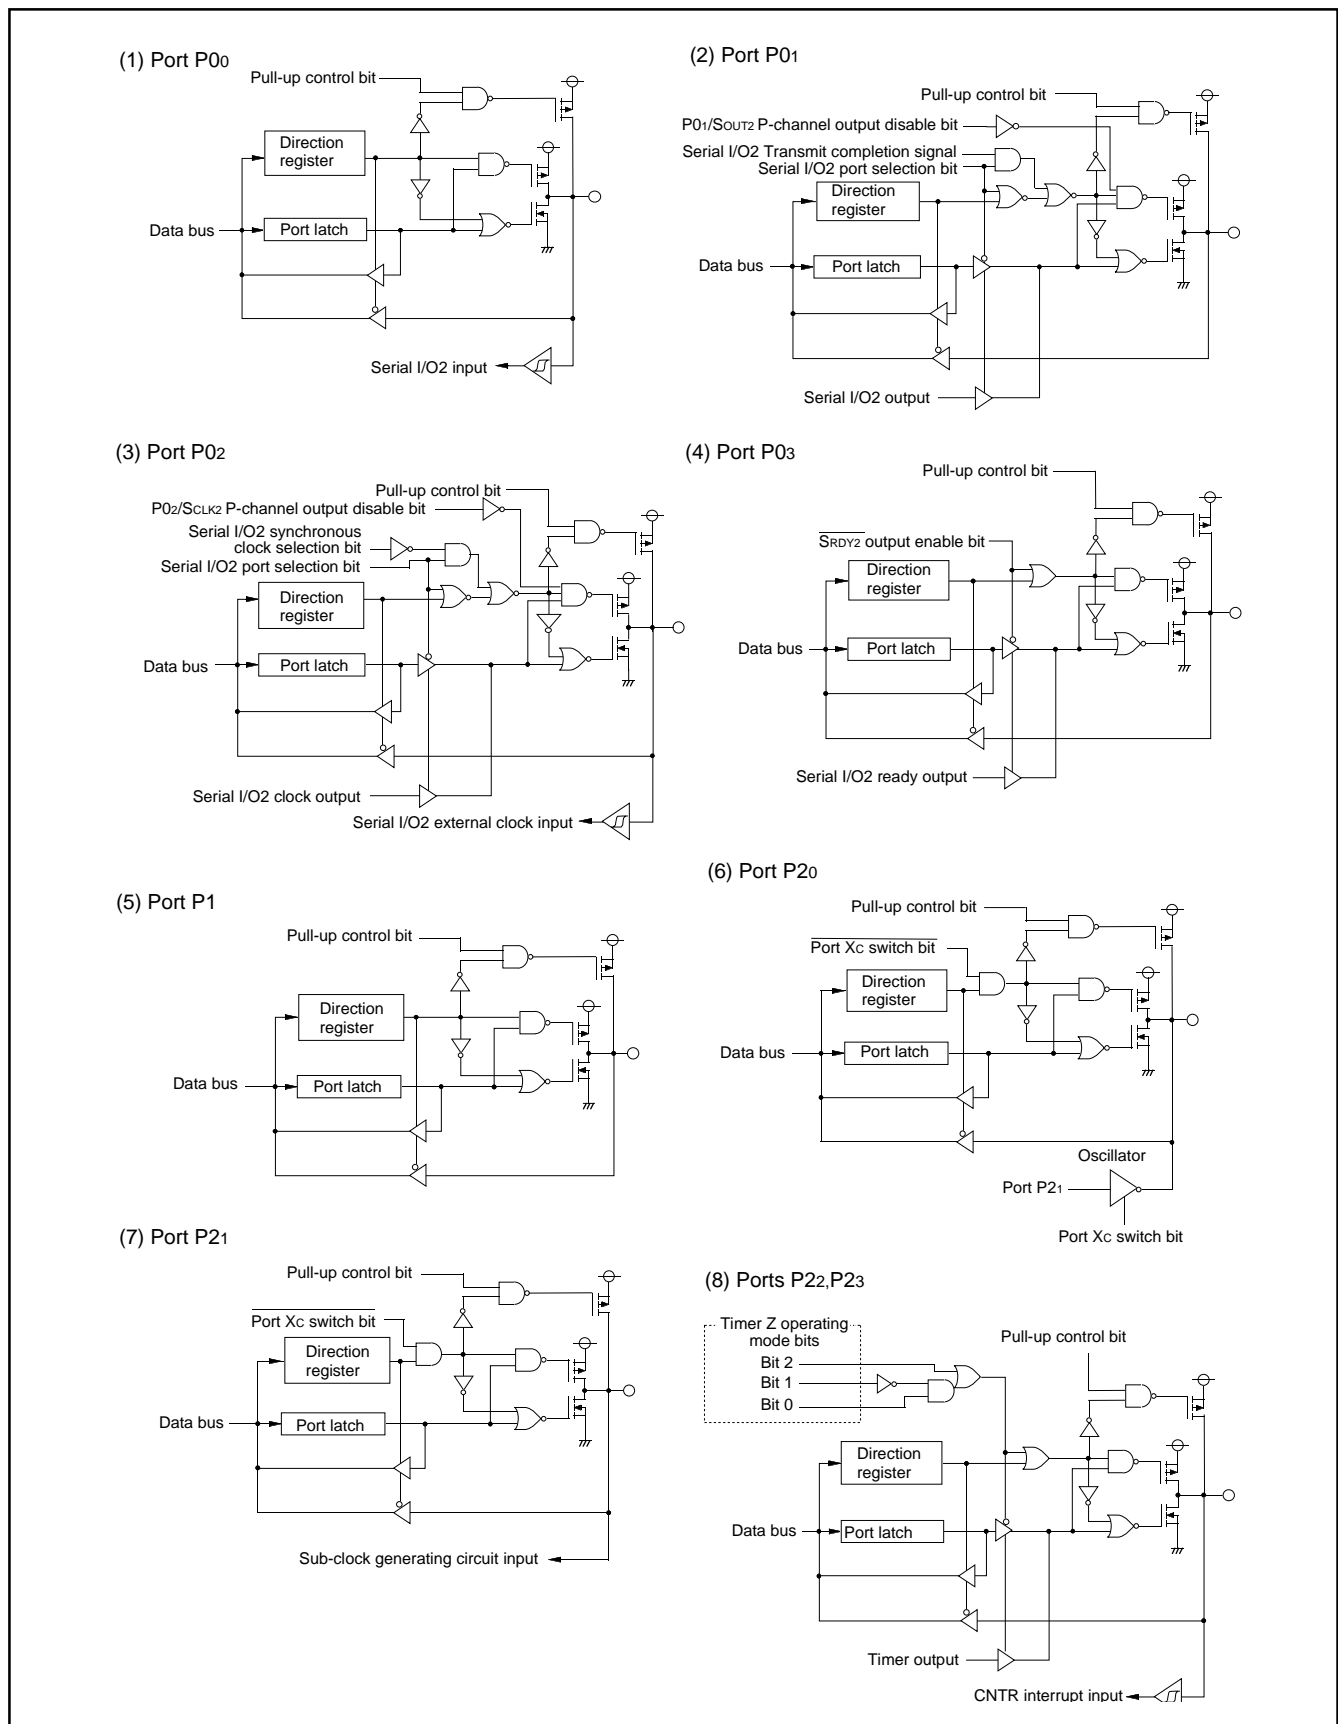 (1) Port P00
Pull-up control bit
Direction
register
Data bus
Port latch
Serial I/O2 input
(2) Port P01
Pull-up control bit
P01/SOUT2 P-channel output disable bit
Serial I/O2 Transmit completion signal
Serial I/O2 port selection bit
Direction
register
Data bus
Port latch
Serial I/O2 output
(3) Port P02
Pull-up control bit
P02/SCLK2 P-channel output disable bit
Serial I/O2 synchronous
clock selection bit
Serial I/O2 port selection bit
Direction
register
Data bus
Port latch
Serial I/O2 clock output
Serial I/O2 external clock input
(4) Port P03
Pull-up control bit
SRDY2 output enable bit
Direction
register
Data bus
Port latch
Serial I/O2 ready output
(5) Port P1
Pull-up control bit
Direction
register
Data bus
Port latch
(6) Port P20
Pull-up control bit
Port XC switch bit
Direction
register
Data bus
Port latch
Oscillator
Port P21
Port XC switch bit
(7) Port P21
Pull-up control bit
Port XC switch bit
Direction
register
Data bus
Port latch
Sub-clock generating circuit input
(8) Ports P22,P23
Timer Z operating
mode bits
Bit 2
Bit 1
Bit 0
Pull-up control bit
Direction
register
Data bus
Port latch
Timer output
CNTR interrupt input